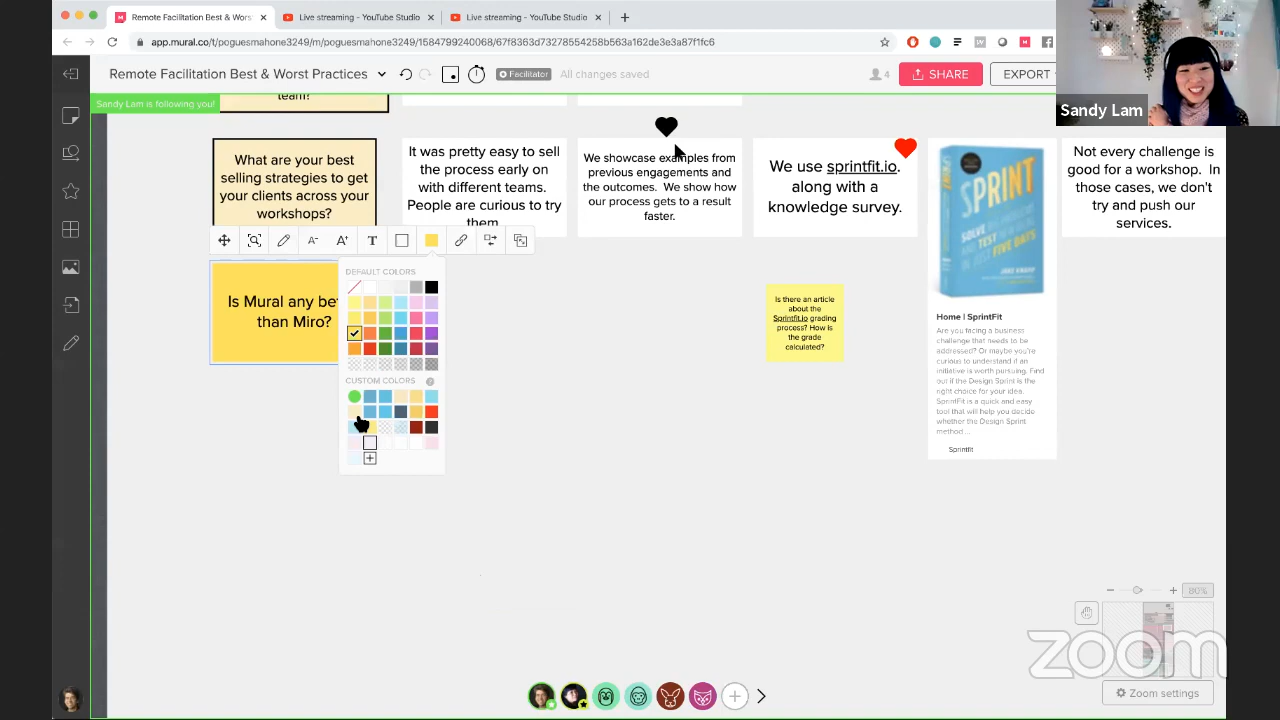 Remote Facilitation Best & Wors
Live streaming - YouTube Studio
Live streaming - YouTube Studio
app.mural.co/t/poguesmahone3249/m/poguesmahone3249/1584799240068/67f8363d73278554258b563a162de3e3a87f1fc6
Remote Facilitation Best & Worst Practices
Facilitator
All changes saved
4
SHARE
EXPORT
Sandy Lam
Sandy Lam is following you!
team?
What are your best
selling strategies to get
your clients across your
workshops?
It was pretty easy to sell
the process early on
with different teams.
People are curious to try
them
We showcase examples from
previous engagements and
the outcomes. We show how
our process gets to a result
faster.
We use sprintfit.io.
along with a
knowledge survey.
SPRINT
SOLVE
TEST
FIVE DAYS
JAKE KNAPP
Not every challenge is
good for a workshop. In
those cases, we don't
try and push our
services.
A-
A+
T
Is Mural any be
than Miro?
DEFAULT COLORS
CUSTOM COLORS
?
Is there an article
about the
Sprintfit.io grading
process? How is
the grade
calculated?
Home | SprintFit
Are you facing a business
challenge that needs to be
addressed? Or maybe you're
curious to understand if an
initiative is worth pursuing. Find
out if the Design Sprint is the
right choice for your idea.
SprintFit is a quick and easy
tool that will help you decide
whether the Design Sprint
method ...
Sprintfit
80%
zoom
Zoom settings